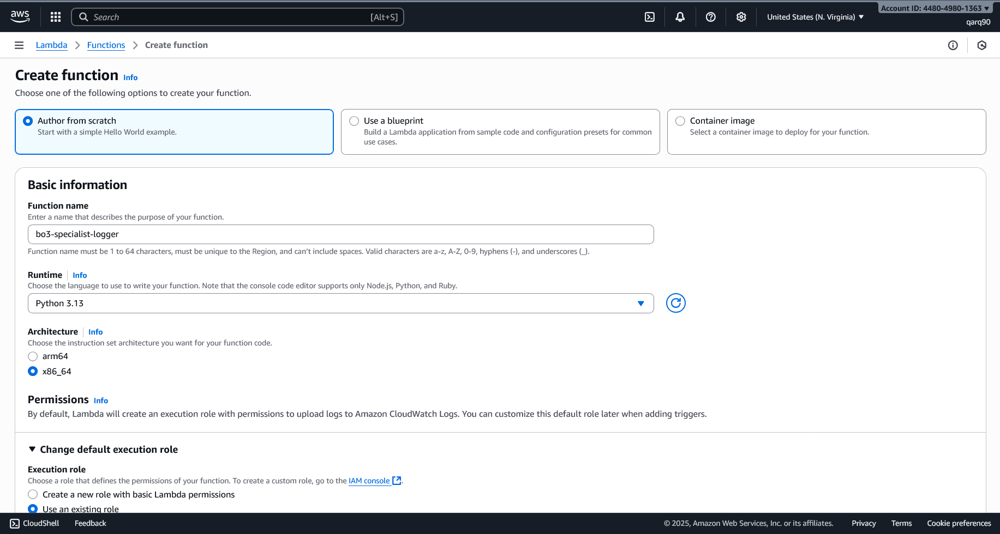 aws
Search [Alt+S]
United States (N. Virginia)
Account ID: 4480-4980-1363
qarq90
Lambda Functions Create function
Create function Info
Choose one of the following options to create your function.
Author from scratch
Start with a simple Hello World example.
Use a blueprint
Build a Lambda application from sample code and configuration presets for common
use cases.
Container image
Select a container image to deploy for your function.
Basic information
Function name
Enter a name that describes the purpose of your function.
bo3-specialist-logger
Function name must be 1 to 64 characters, must be unique to the Region, and can't include spaces. Valid characters are a-z, A-Z, 0-9, hyphens (-), and underscores (_).
Runtime Info
Choose the language to use to write your function. Note that the console code editor supports only Node.js, Python, and Ruby.
Python 3.13
Architecture Info
Choose the instruction set architecture you want for your function code.
arm64
x86_64
Permissions Info
By default, Lambda will create an execution role with permissions to upload logs to Amazon CloudWatch Logs. You can customize this default role later when adding triggers.
Change default execution role
Execution role
Choose a role that defines the permissions of your function. To create a custom role, go to the IAM console.
Create a new role with basic Lambda permissions
Use an existing role
CloudShell Feedback © 2025, Amazon Web Services, Inc. or its affiliates. Privacy Terms Cookie preferences